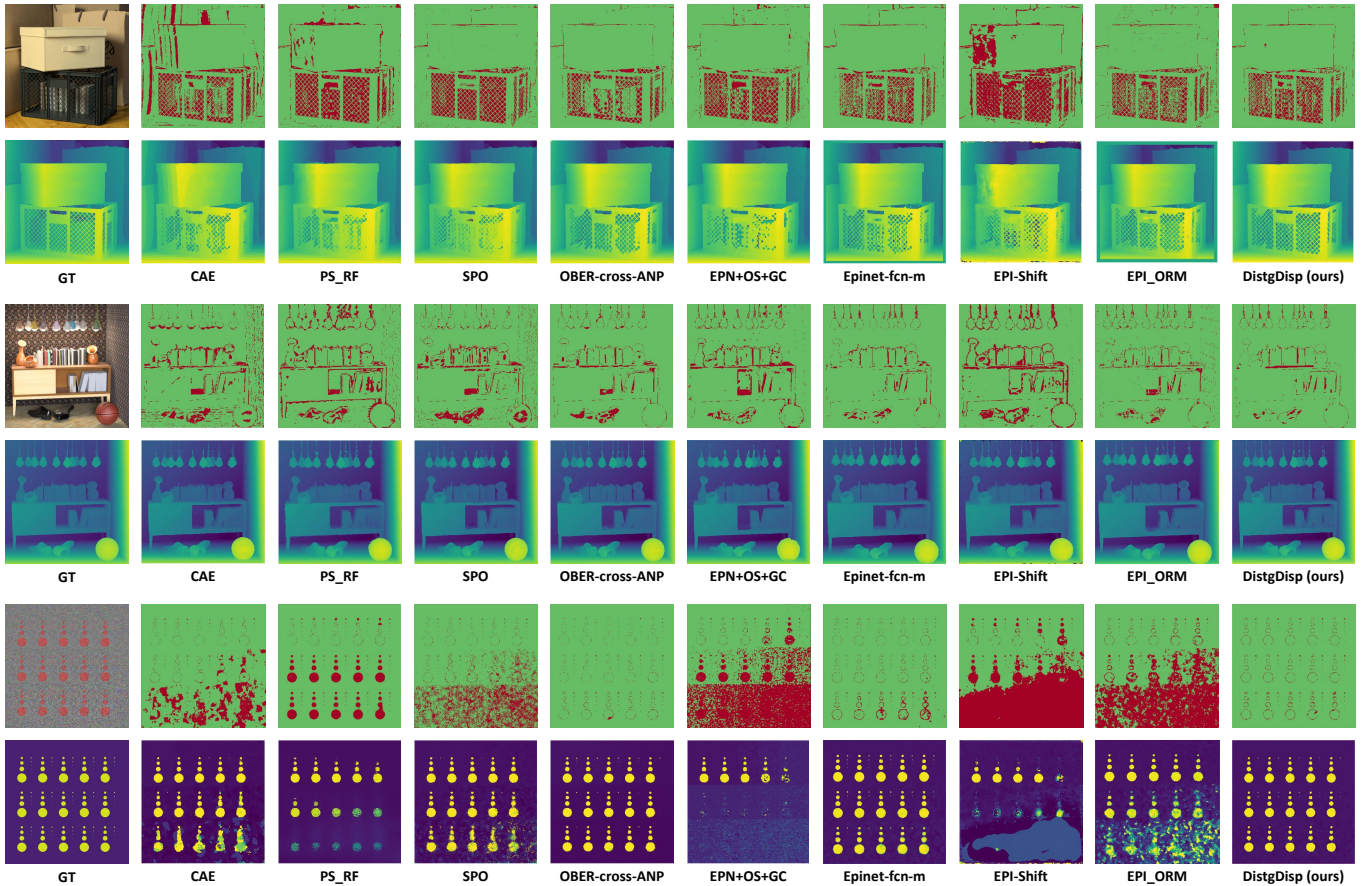 GT CAE PS_RF SPO OBER-cross-ANP EPN+OS+GC Epinet-fcn-m EPI-Shift EPI_ORM DistgDisp (ours)
GT CAE PS_RF SPO OBER-cross-ANP EPN+OS+GC Epinet-fcn-m EPI-Shift EPI_ORM DistgDisp (ours)
GT CAE PS_RF SPO OBER-cross-ANP EPN+OS+GC Epinet-fcn-m EPI-Shift EPI_ORM DistgDisp (ours)